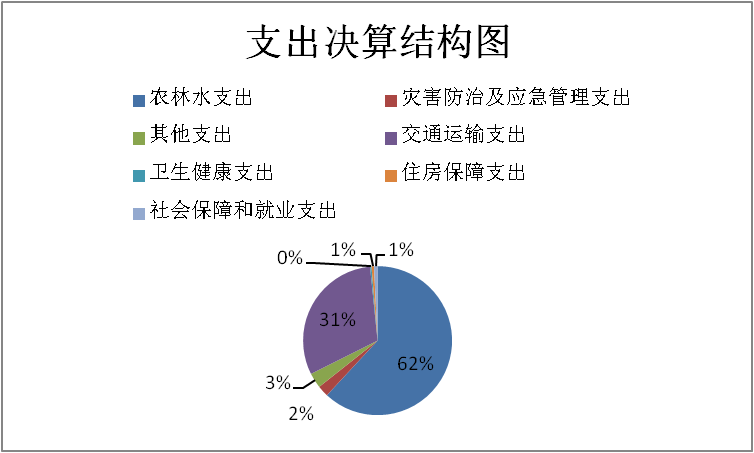 支出决算结构图
农林水支出
灾害防治及应急管理支出
其他支出
交通运输支出
卫生健康支出
住房保障支出
社会保障和就业支出
0%
1%
1%
31%
62%
3%
2%